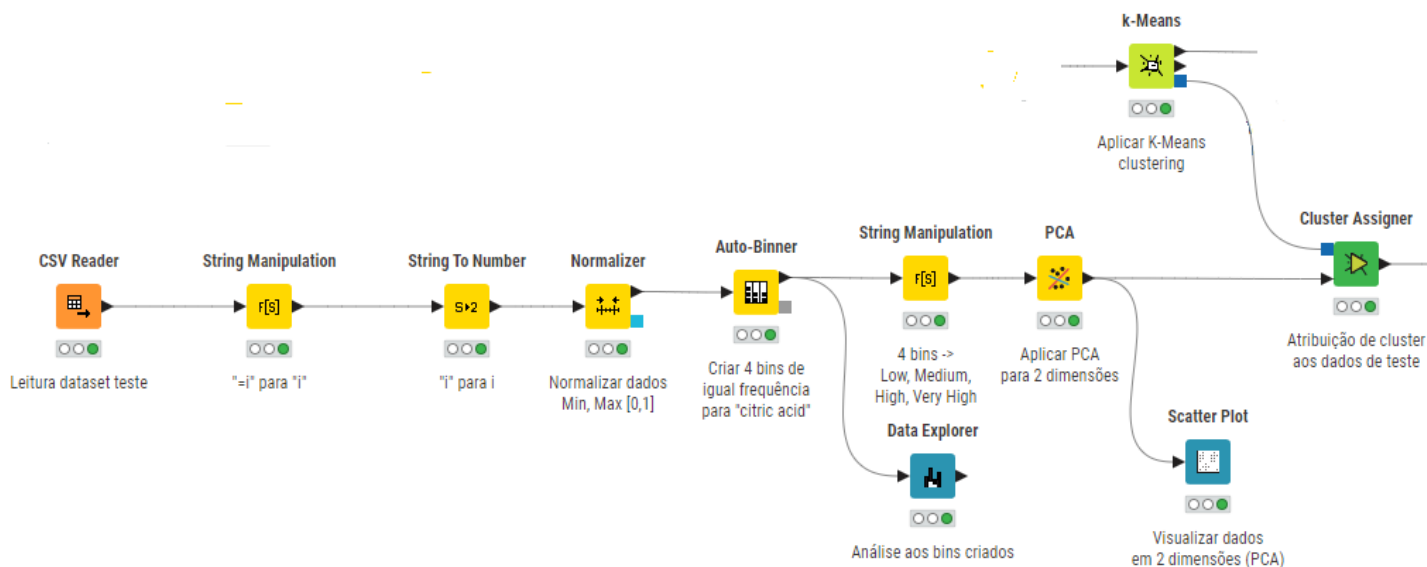 k-Means
Aplicar K-Means
clustering
Cluster Assigner
Atribuição de cluster
aos dados de teste
CSV Reader
Leitura dataset teste
String Manipulation
F[S]
"=i" para "i"
String To Number
S▸2
"i" para i
Normalizer
Normalizar dados
Min, Max [0,1]
Auto-Binner
Criar 4 bins de
igual frequência
para "citric acid"
String Manipulation
F[S]
4 bins ->
Low, Medium,
High, Very High
PCA
Aplicar PCA
para 2 dimensões
Data Explorer
Análise aos bins criados
Scatter Plot
Visualizar dados
em 2 dimensões (PCA)